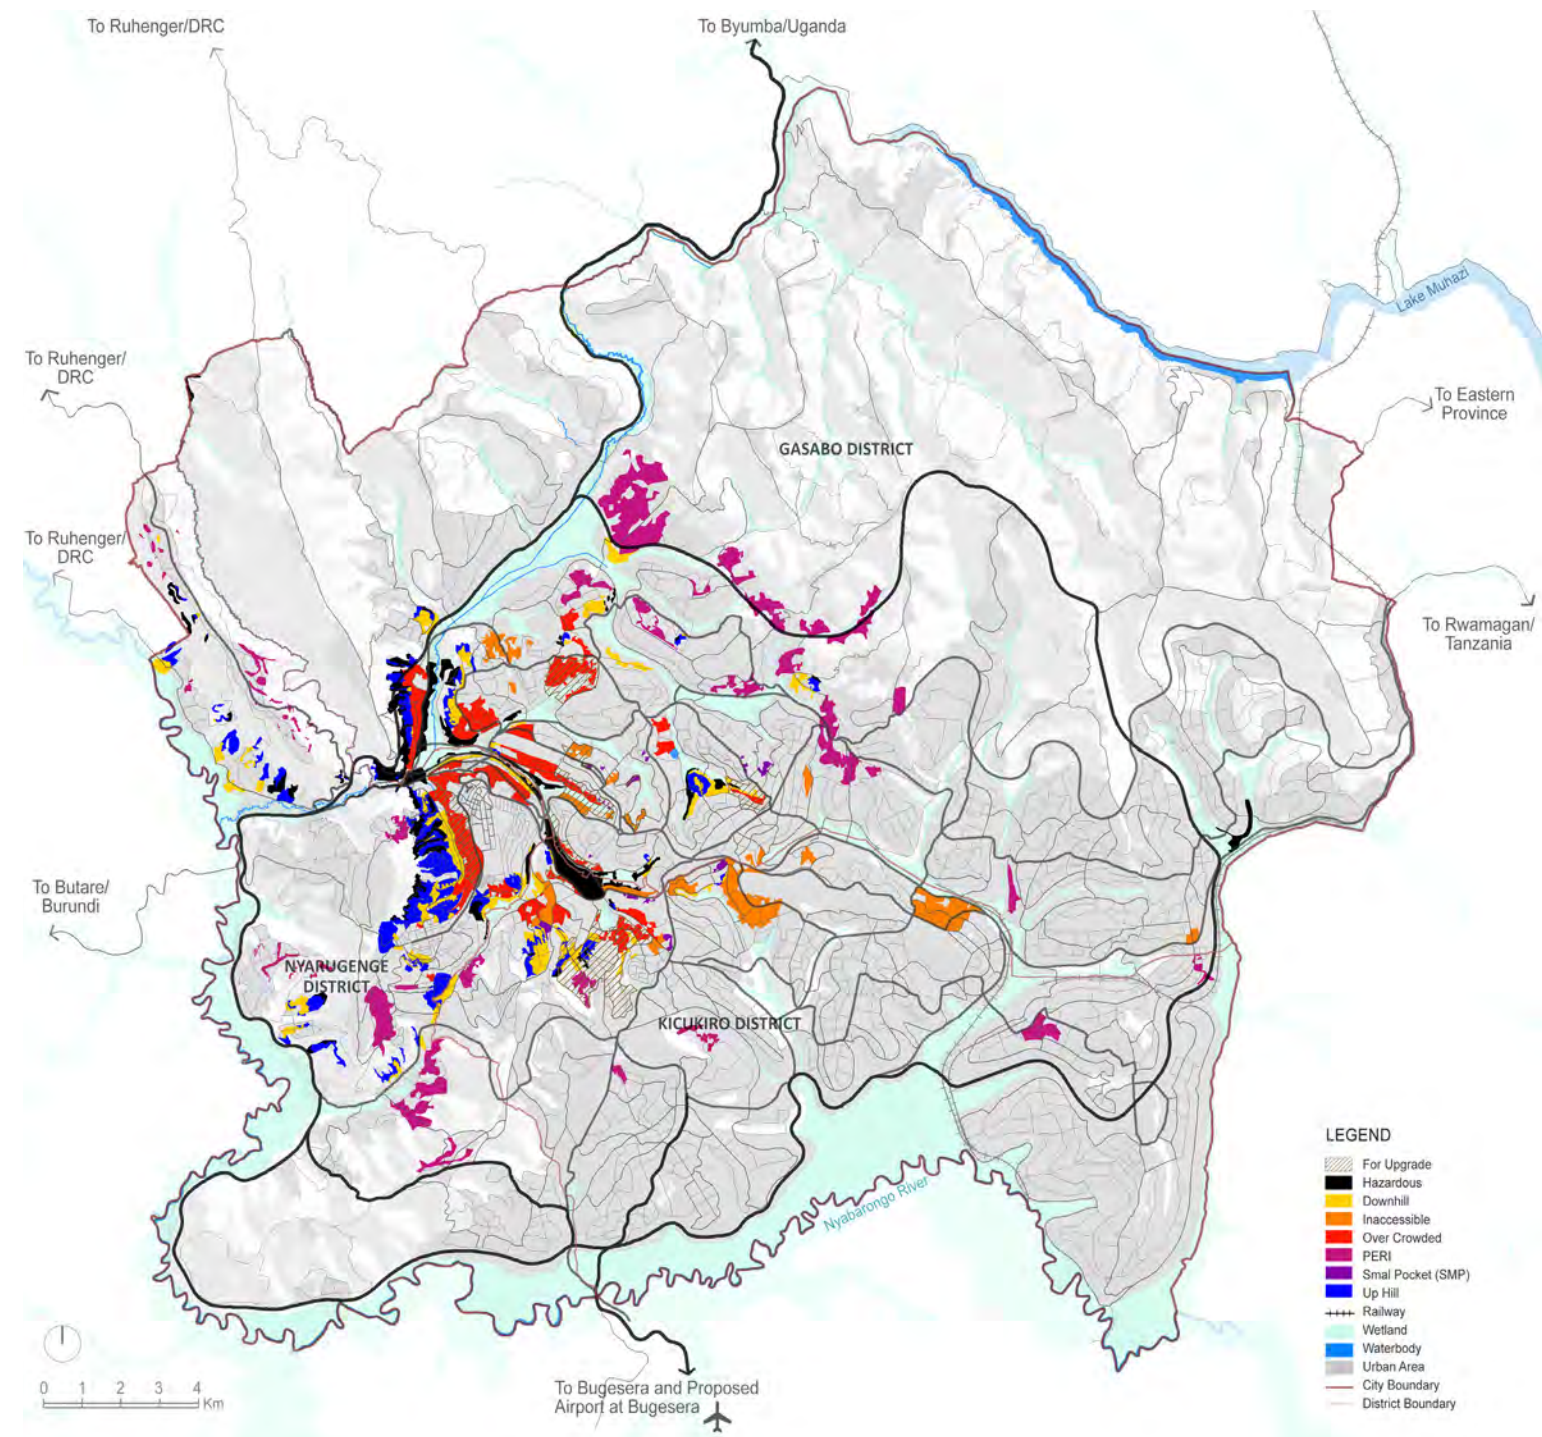 To Ruhenger/DRC
To Byumba/Uganda
Lake Muhazi
To Ruhenger/
DRC
To Eastern
Province
GASABO DISTRICT
To Ruhenger/
DRC
To Rwamagan/
Tanzania
To Butare/
Burundi
NYARUGENGE
DISTRICT
KICUKIRO DISTRICT
Nyabarongo River
LEGEND
For Upgrade
Hazardous
Downhill
Inaccessible
Over Crowded
PERI
Smal Pocket (SMP)
Up Hill
Railway
Wetland
Waterbody
Urban Area
City Boundary
District Boundary
0 1 2 3 4
Km
To Bugesera and Proposed
Airport at Bugesera